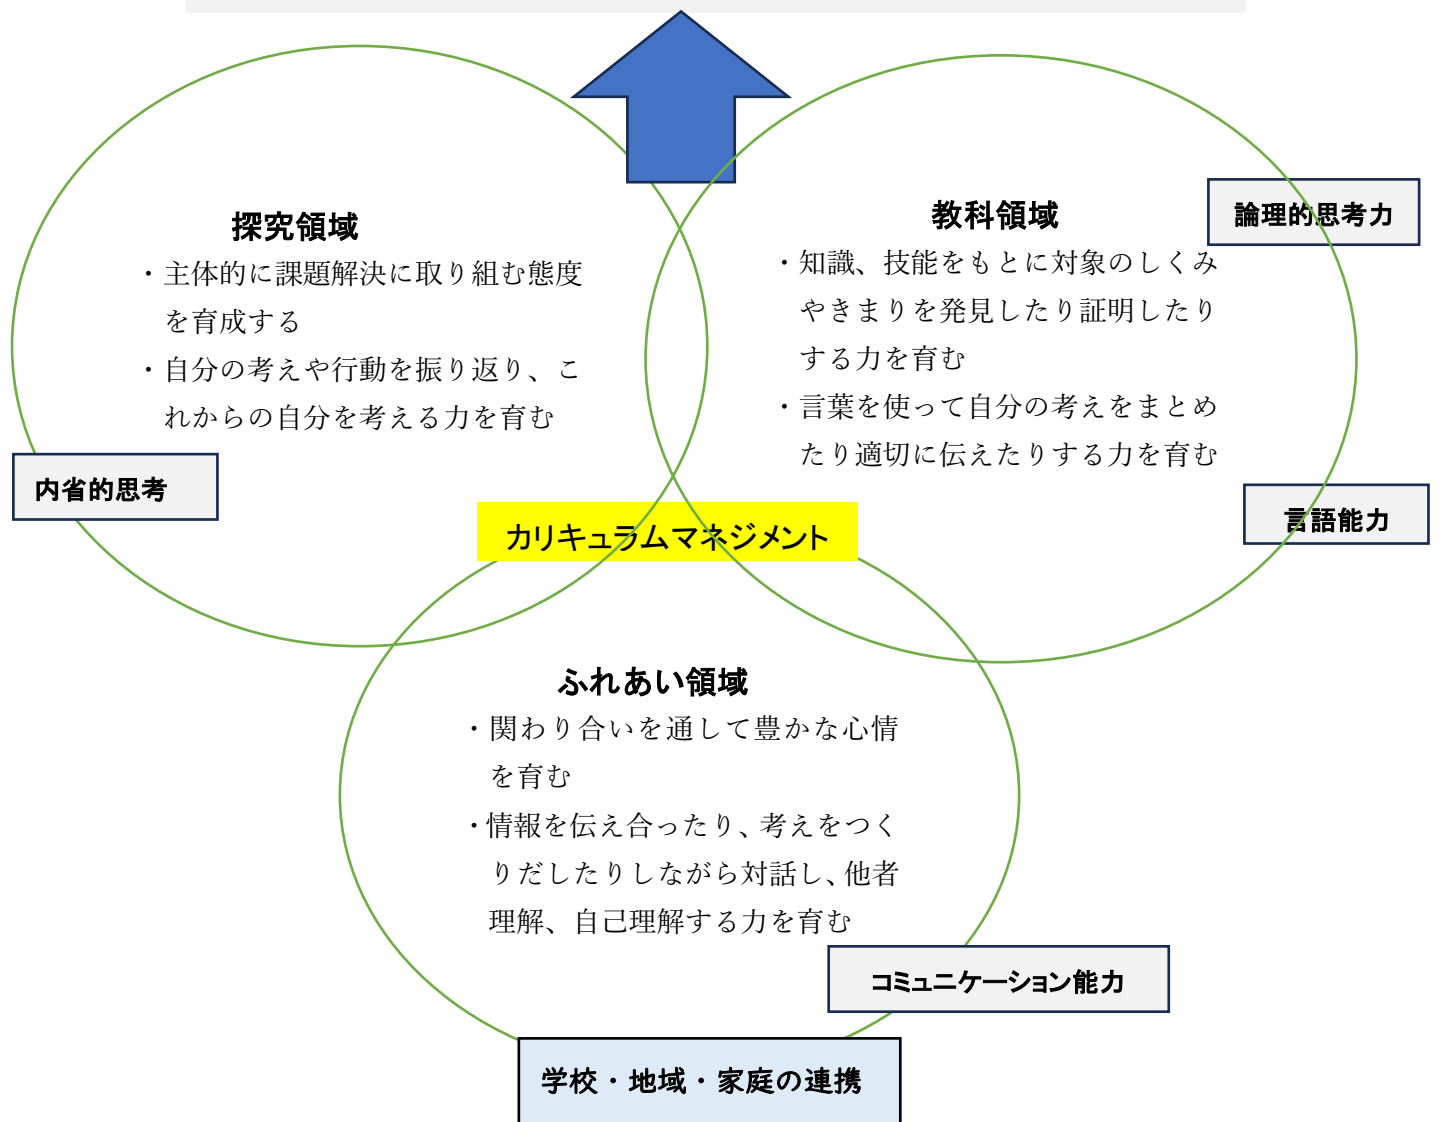 探究領域
・主体的に課題解決に取り組む態度
を育成する
・自分の考えや行動を振り返り、こ
れからの自分を考える力を育む
内省的思考
教科領域
論理的思考力
・知識、技能をもとに対象のしくみ
やきまりを発見したり証明したり
する力を育む
・言葉を使って自分の考えをまとめ
たり適切に伝えたりする力を育む
言語能力
カリキュラムマネジメント
ふれあい領域
・関わり合いを通して豊かな心情
を育む
・情報を伝え合ったり、考えをつく
りだしたりしながら対話し、他者
理解、自己理解する力を育む
コミュニケーション能力
学校・地域・家庭の連携